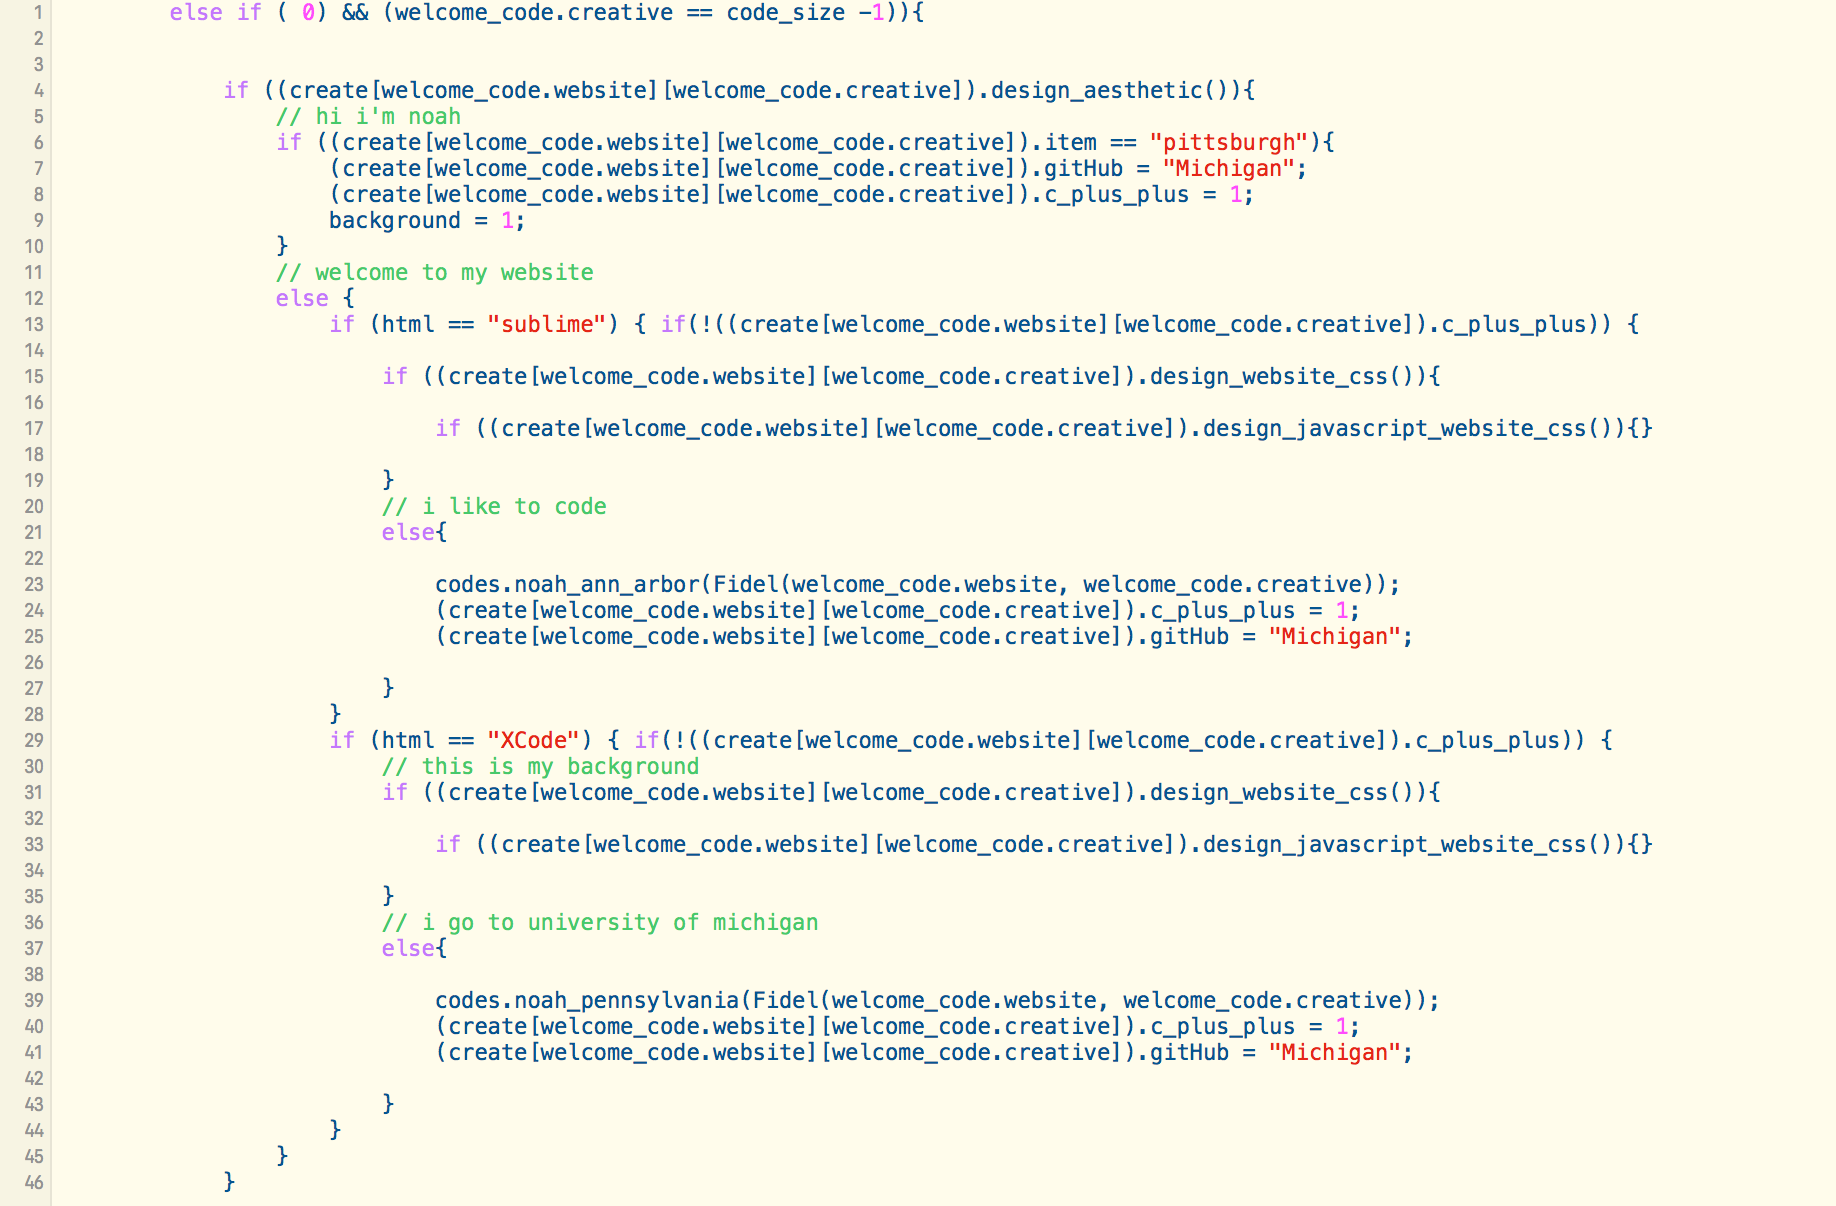 1 else if ( 0) && (welcome_code.creative == code_size -1)){
2
3
4 if ((create[welcome_code.website][welcome_code.creative]).design_aesthetic()){
5 // hi i'm noah
6 if ((create[welcome_code.website][welcome_code.creative]).item == "pittsburgh"){
7 (create[welcome_code.website][welcome_code.creative]).gitHub = "Michigan";
8 (create[welcome_code.website][welcome_code.creative]).c_plus_plus = 1;
9 background = 1;
10 }
11 // welcome to my website
12 else {
13 if (html == "sublime") { if(!((create[welcome_code.website][welcome_code.creative]).c_plus_plus)) {
14
15 if ((create[welcome_code.website][welcome_code.creative]).design_website_css()){
16
17 if ((create[welcome_code.website][welcome_code.creative]).design_javascript_website_css()){}
18
19 }
20 // i like to code
21 else{
22
23 codes.noah_ann_arbor(Fidel(welcome_code.website, welcome_code.creative));
24 (create[welcome_code.website][welcome_code.creative]).c_plus_plus = 1;
25 (create[welcome_code.website][welcome_code.creative]).gitHub = "Michigan";
26
27 }
28 }
29 if (html == "XCode") { if(!((create[welcome_code.website][welcome_code.creative]).c_plus_plus)) {
30 // this is my background
31 if ((create[welcome_code.website][welcome_code.creative]).design_website_css()){
32
33 if ((create[welcome_code.website][welcome_code.creative]).design_javascript_website_css()){}
34
35 }
36 // i go to university of michigan
37 else{
38
39 codes.noah_pennsylvania(Fidel(welcome_code.website, welcome_code.creative));
40 (create[welcome_code.website][welcome_code.creative]).c_plus_plus = 1;
41 (create[welcome_code.website][welcome_code.creative]).gitHub = "Michigan";
42
43 }
44 }
45 }
46 }